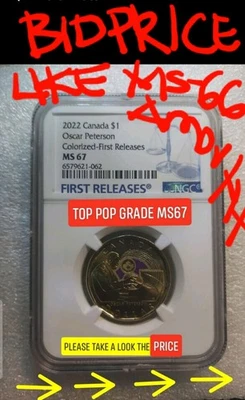 BIDPRICE
LIKE MS-66
2022 Canada $1
Oscar Peterson
Colorized-First Releases
MS 67
6579621-062
FIRST RELEASES
NGC
TOP POP GRADE MS67
CANADA
PLEASE TAKE A LOOK THE PRICE